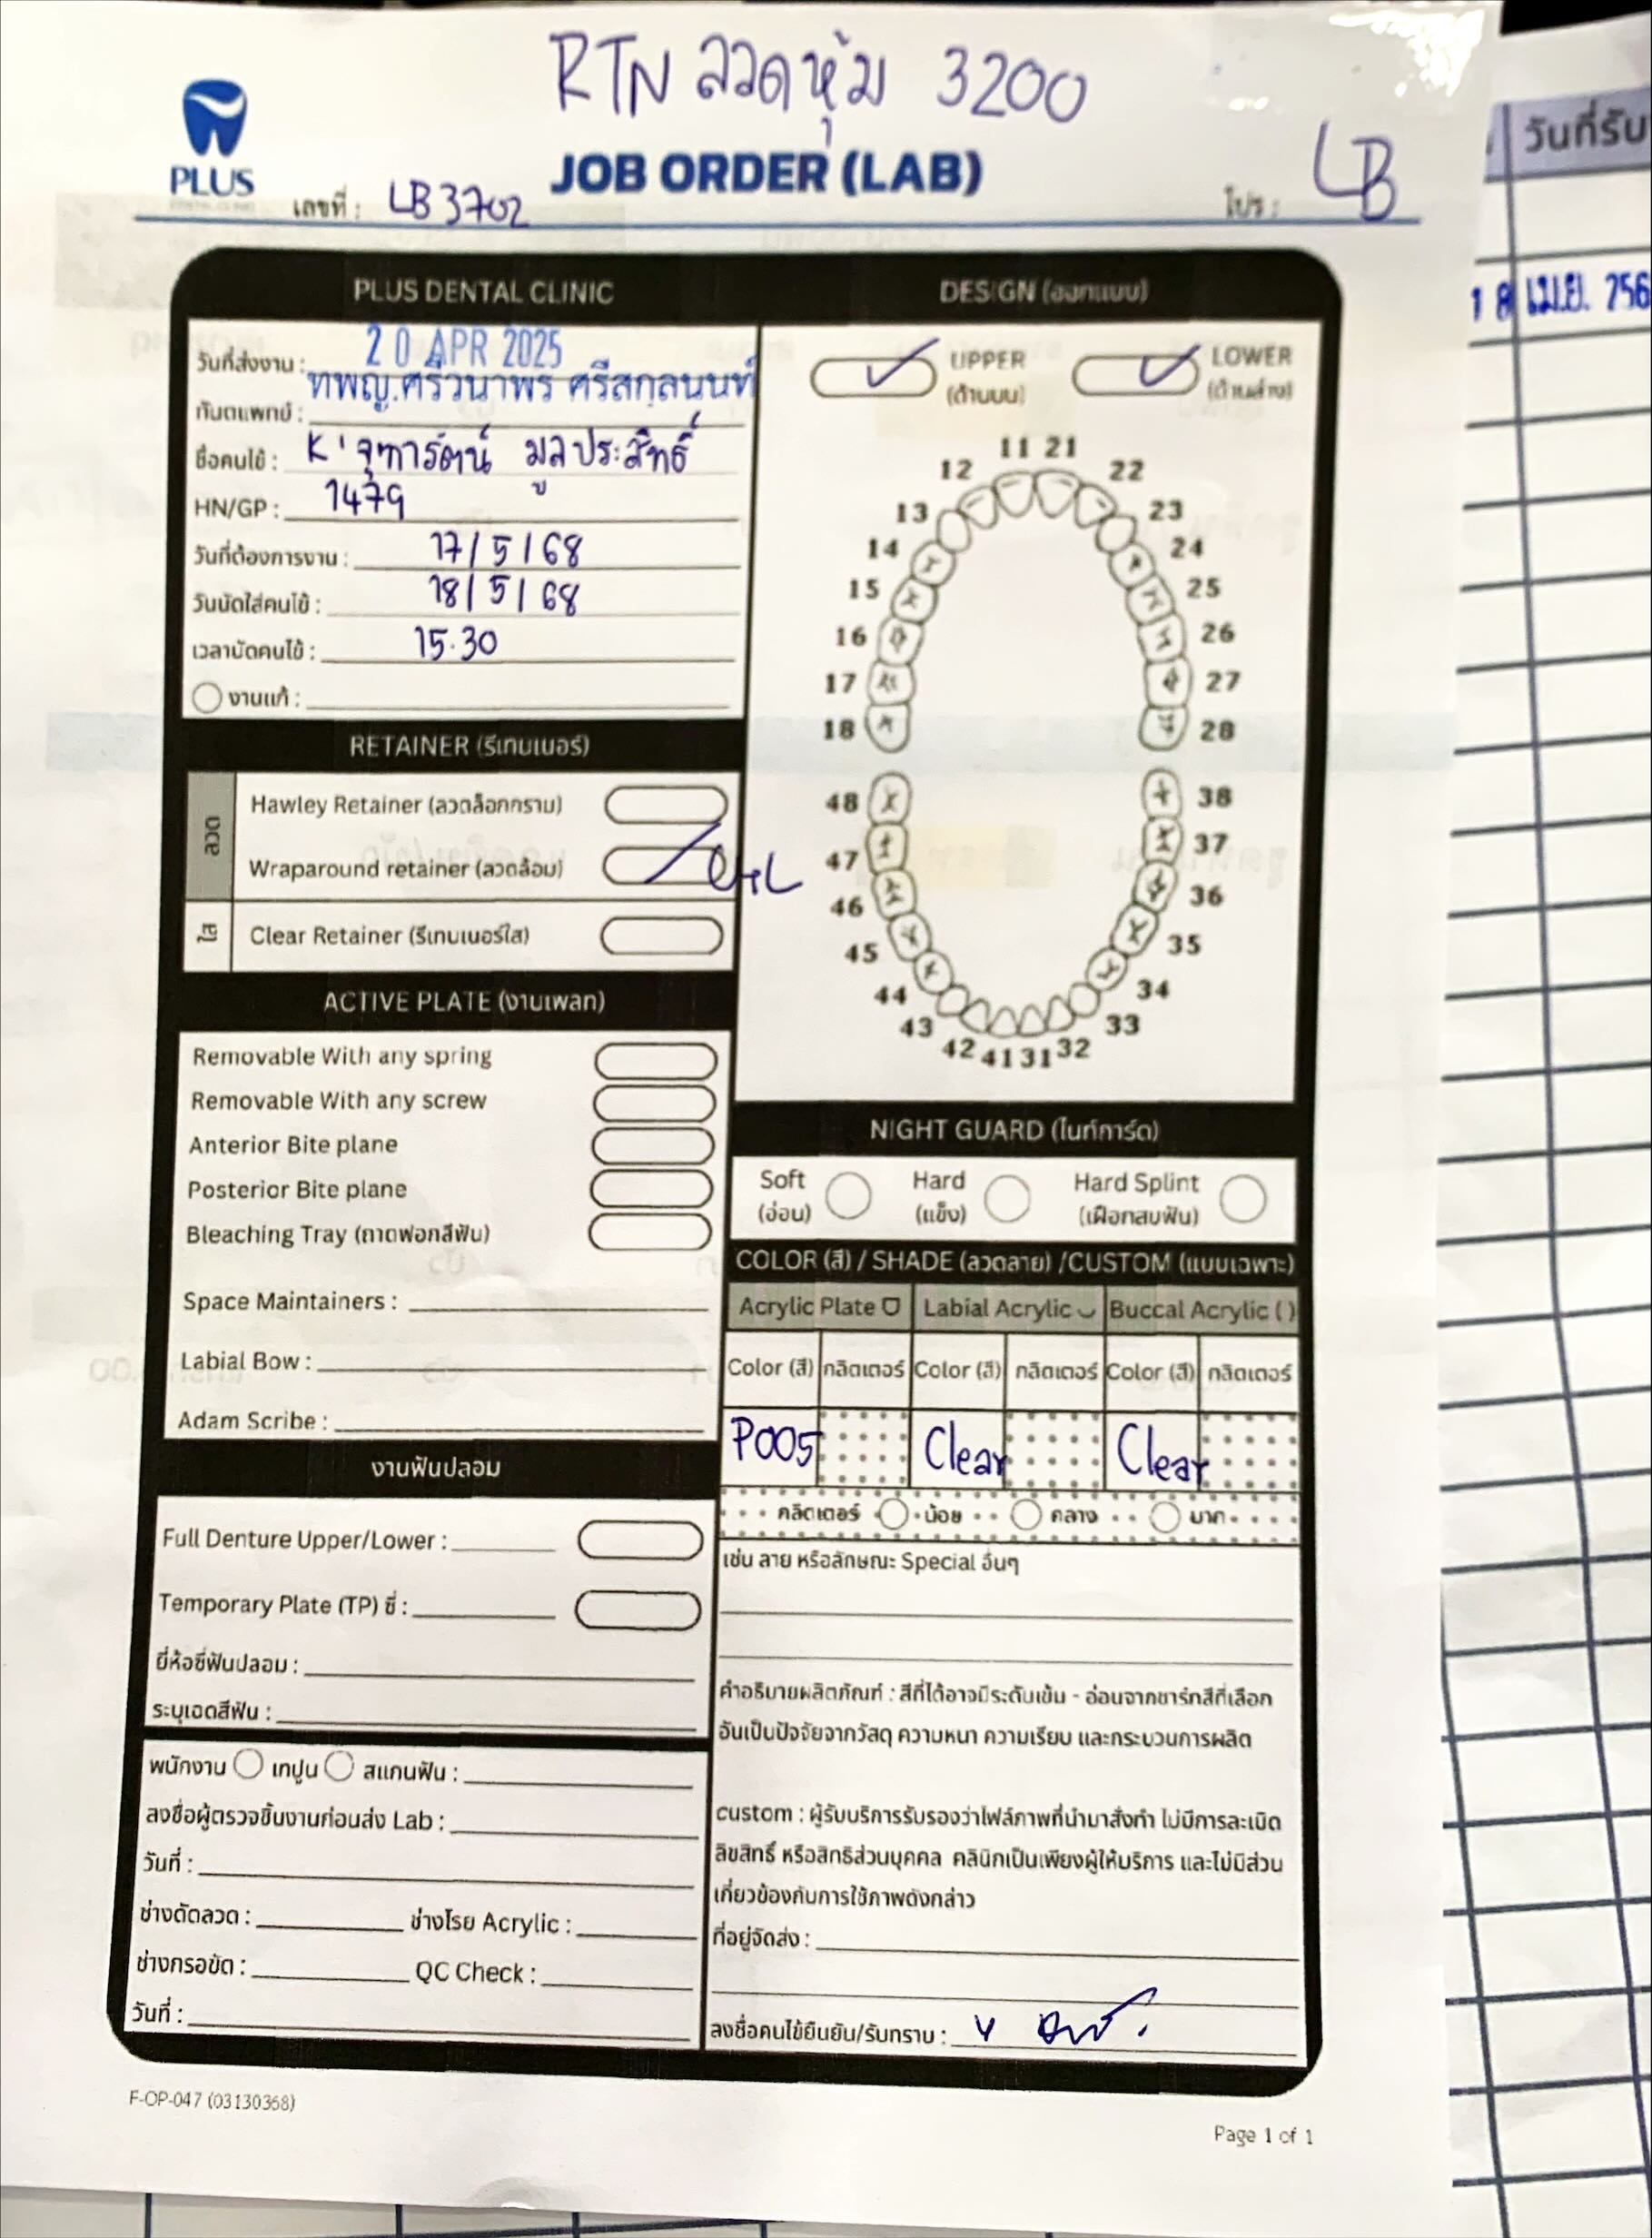 RTN ลวดหุ้ม 3200
PLUS
JOB ORDER (LAB)
เลขที่ : LB3702
โปร : LB
PLUS DENTAL CLINIC
วันที่ส่งงาน : 20 APR 2025
ทันตแพทย์ : ทพญ.ศรีวนาพร ศรีสกุลนนท์
ชื่อคนไข้ : K' จุฑารัตน์ มูลประสิทธิ์
HN/GP : 1479
วันที่ต้องการงาน : 17/5/68
วันนัดใส่คนไข้ : 18/5/68
เวลานัดคนไข้ : 15.30
งานแก้ :
RETAINER (รีเทนเนอร์)
ลวด
Hawley Retainer (ลวดล็อกกราม)
Wraparound retainer (ลวดล้อม) U+L
ใส
Clear Retainer (รีเทนเนอร์ใส)
ACTIVE PLATE (งานเพลท)
Removable With any spring
Removable With any screw
Anterior Bite plane
Posterior Bite plane
Bleaching Tray (ถาดฟอกสีฟัน)
Space Maintainers :
Labial Bow :
Adam Scribe :
งานฟันปลอม
Full Denture Upper/Lower :
Temporary Plate (TP) ซี่ :
ยี่ห้อซี่ฟันปลอม :
ระบุเฉดสีฟัน :
พนักงาน เทปูน สแกนฟัน :
ลงชื่อผู้ตรวจชิ้นงานก่อนส่ง Lab :
วันที่ :
ช่างดัดลวด : ช่างโรย Acrylic :
ช่างกรอขัด : QC Check :
วันที่ :
DESIGN (ออกแบบ)
UPPER (ด้านบน)
LOWER (ด้านล่าง)
11 21
12 22
13 23
14 24
15 25
16 26
17 27
18 28
48 38
47 37
46 36
45 35
44 34
43 33
42 41 31 32
NIGHT GUARD (ไนท์การ์ด)
Soft (อ่อน)
Hard (แข็ง)
Hard Splint (เฝือกสบฟัน)
COLOR (สี) / SHADE (ลวดลาย) /CUSTOM (แบบเฉพาะ)
Acrylic Plate Labial Acrylic Buccal Acrylic ( )
Color (สี) กลิตเตอร์ Color (สี) กลิตเตอร์ Color (สี) กลิตเตอร์
P005 Clear Clear
กลิตเตอร์ น้อย กลาง มาก
เช่น ลาย หรือลักษณะ Special อื่นๆ
คำอธิบายผลิตภัณฑ์ : สีที่ได้อาจมีระดับเข้ม - อ่อนจากชาร์ทสีที่เลือก
อันเป็นปัจจัยจากวัสดุ ความหนา ความเรียบ และกระบวนการผลิต
custom : ผู้รับบริการรับรองว่าไฟล์ภาพที่นำมาสั่งทำ ไม่มีการละเมิด
ลิขสิทธิ์ หรือสิทธิส่วนบุคคล คลินิกเป็นเพียงผู้ให้บริการ และไม่มีส่วน
เกี่ยวข้องกับการใช้ภาพดังกล่าว
ที่อยู่จัดส่ง :
ลงชื่อคนไข้ยืนยัน/รับทราบ :
F-OP-047 (03130368)
Page 1 of 1
วันที่รับ
18 เม.ย. 256